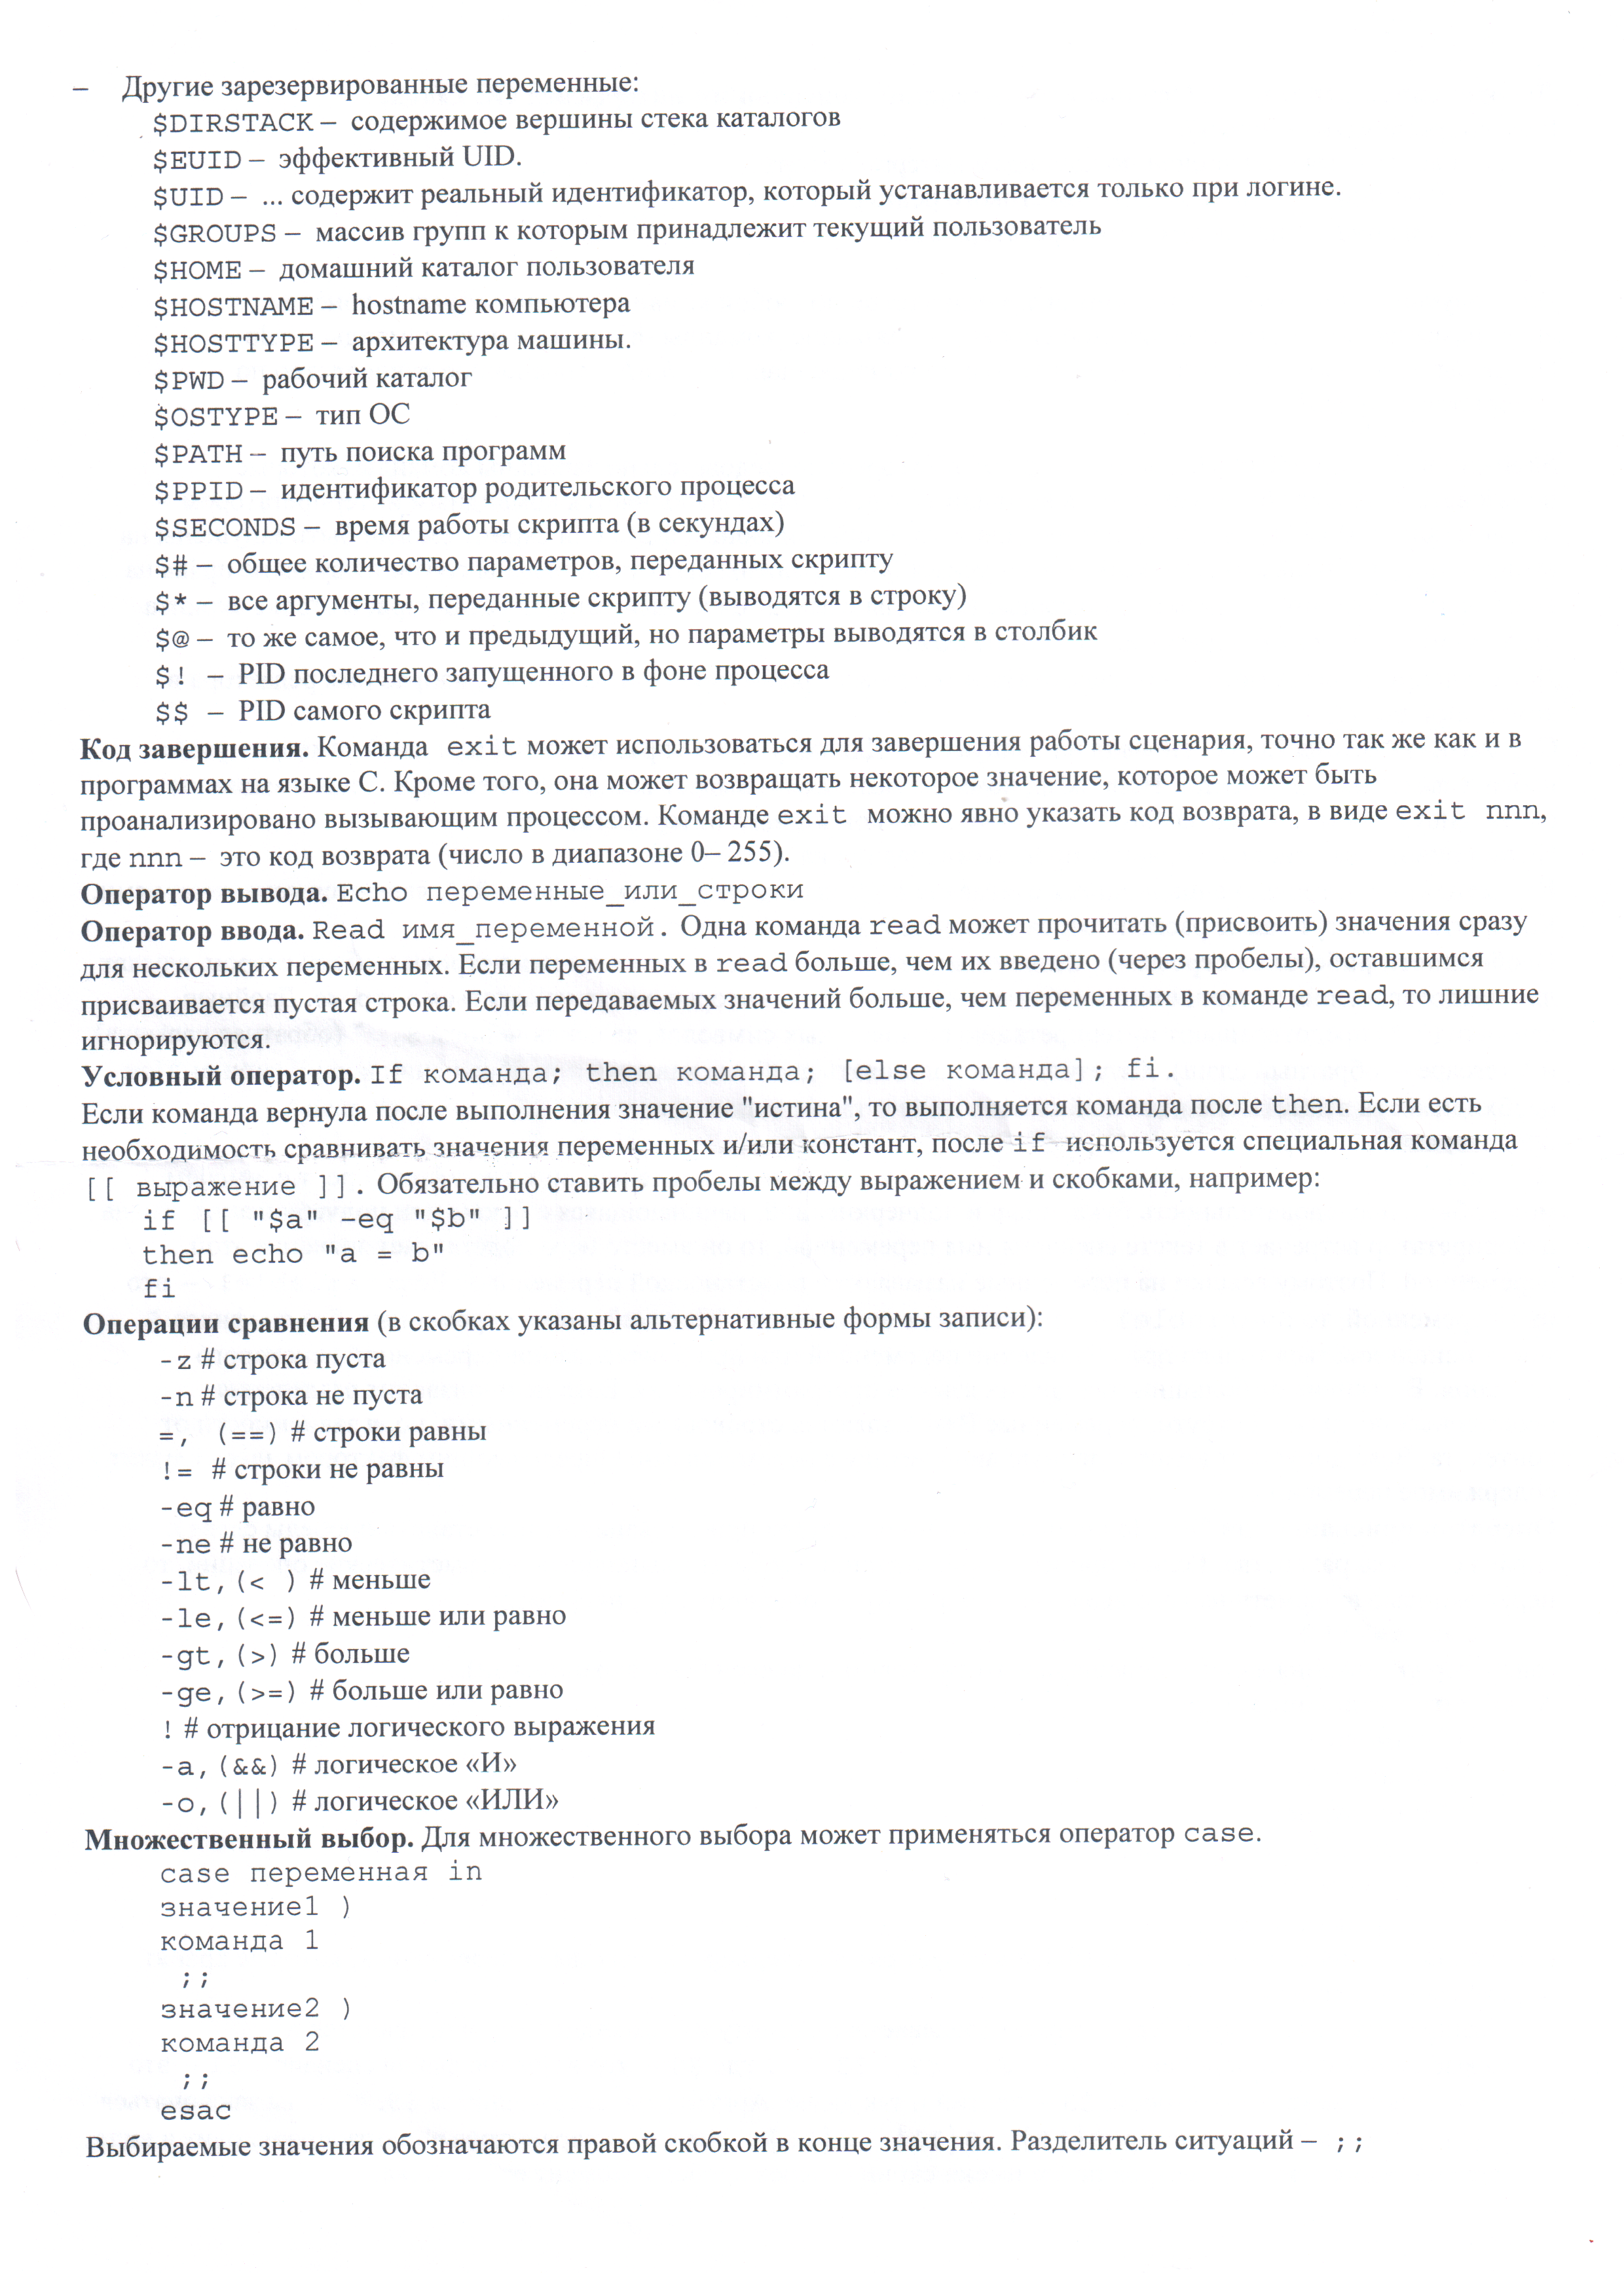 – Другие зарезервированные переменные:
$DIRSTACK – содержимое вершины стека каталогов
$EUID – эффективный UID.
$UID – ... содержит реальный идентификатор, который устанавливается только при логине.
$GROUPS – массив групп к которым принадлежит текущий пользователь
$HOME – домашний каталог пользователя
$HOSTNAME – hostname компьютера
$HOSTTYPE – архитектура машины.
$PWD – рабочий каталог
$OSTYPE – тип ОС
$PATH – путь поиска программ
$PPID – идентификатор родительского процесса
$SECONDS – время работы скрипта (в секундах)
$# – общее количество параметров, переданных скрипту
$* – все аргументы, переданные скрипту (выводятся в строку)
$@ – то же самое, что и предыдущий, но параметры выводятся в столбик
$! – PID последнего запущенного в фоне процесса
$$ – PID самого скрипта
Код завершения. Команда exit может использоваться для завершения работы сценария, точно так же как и в
программах на языке C. Кроме того, она может возвращать некоторое значение, которое может быть
проанализировано вызывающим процессом. Команде exit можно явно указать код возврата, в виде exit nnn,
где nnn – это код возврата (число в диапазоне 0– 255).
Оператор вывода. Echo переменные_или_строки
Оператор ввода. Read имя_переменной. Одна команда read может прочитать (присвоить) значения сразу
для нескольких переменных. Если переменных в read больше, чем их введено (через пробелы), оставшимся
присваивается пустая строка. Если передаваемых значений больше, чем переменных в команде read, то лишние
игнорируются.
Условный оператор. If команда; then команда; [else команда]; fi.
Если команда вернула после выполнения значение "истина", то выполняется команда после then. Если есть
необходимость сравнивать значения переменных и/или констант, после if используется специальная команда
[[ выражение ]]. Обязательно ставить пробелы между выражением и скобками, например:
if [[ "$a" -eq "$b" ]]
then echo "a = b"
fi
Операции сравнения (в скобках указаны альтернативные формы записи):
-z # строка пуста
-n # строка не пуста
=, (==) # строки равны
!= # строки не равны
-eq # равно
-ne # не равно
-lt,(< ) # меньше
-le,(<=) # меньше или равно
-gt,(>) # больше
-ge,(>=) # больше или равно
! # отрицание логического выражения
-a,(&&) # логическое «И»
-o,(||) # логическое «ИЛИ»
Множественный выбор. Для множественного выбора может применяться оператор case.
case переменная in
значение1 )
команда 1
;;
значение2 )
команда 2
;;
esac
Выбираемые значения обозначаются правой скобкой в конце значения. Разделитель ситуаций – ;;